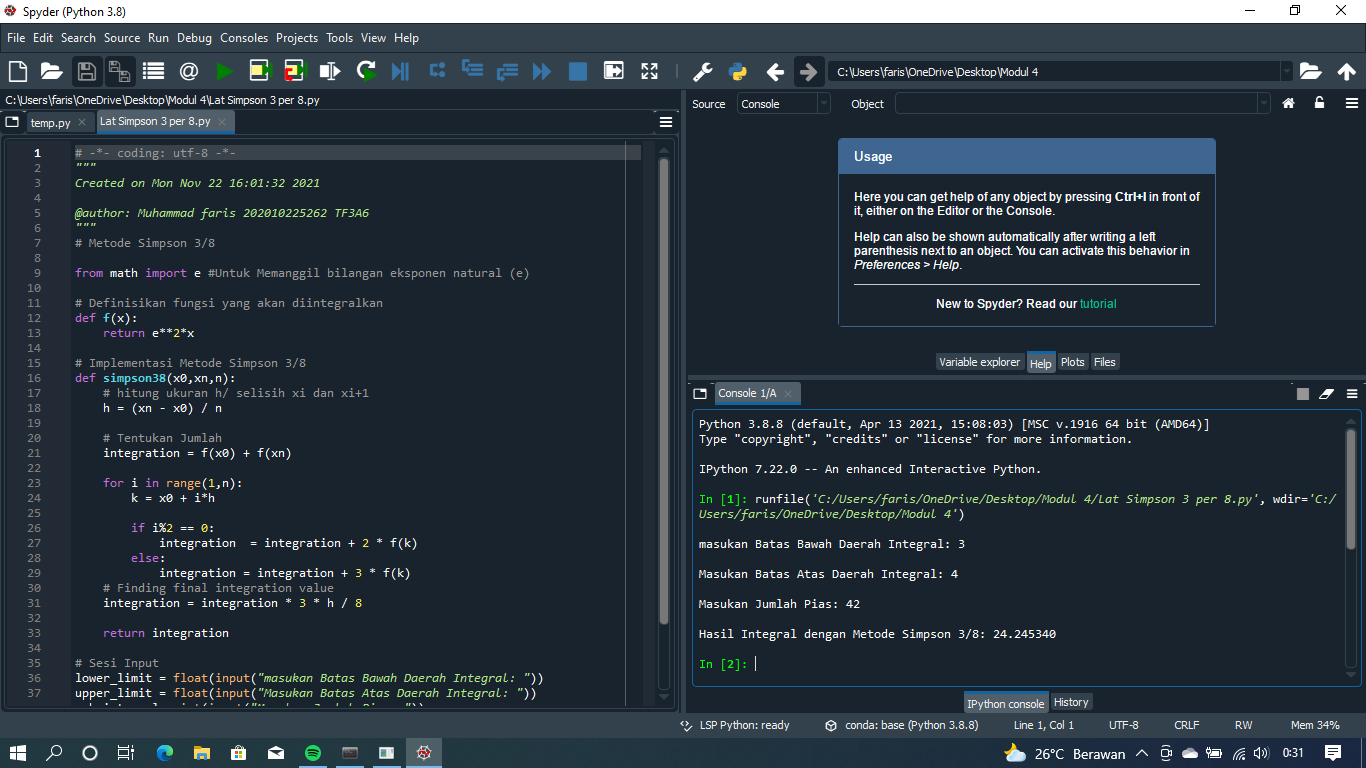 Spyder (Python 3.8)
File Edit Search Source Run Debug Consoles Projects Tools View Help
C:\Users\faris\OneDrive\Desktop\Modul 4
C:\Users\faris\OneDrive\Desktop\Modul 4\Lat Simpson 3 per 8.py
temp.py
Lat Simpson 3 per 8.py
1 # -*- coding: utf-8 -*-
2 """
3 Created on Mon Nov 22 16:01:32 2021
4
5 @author: Muhammad faris 202010225262 TF3A6
6 """
7 # Metode Simpson 3/8
8
9 from math import e #Untuk Memanggil bilangan eksponen natural (e)
10
11 # Definisikan fungsi yang akan diintegralkan
12 def f(x):
13     return e**2*x
14
15 # Implementasi Metode Simpson 3/8
16 def simpson38(x0,xn,n):
17     # hitung ukuran h/ selisih xi dan xi+1
18     h = (xn - x0) / n
19
20     # Tentukan Jumlah
21     integration = f(x0) + f(xn)
22
23     for i in range(1,n):
24         k = x0 + i*h
25
26         if i%2 == 0:
27             integration  = integration + 2 * f(k)
28         else:
29             integration = integration + 3 * f(k)
30     # Finding final integration value
31     integration = integration * 3 * h / 8
32
33     return integration
34
35 # Sesi Input
36 lower_limit = float(input("masukan Batas Bawah Daerah Integral: "))
37 upper_limit = float(input("Masukan Batas Atas Daerah Integral: "))
Source Console Object
Usage
Here you can get help of any object by pressing Ctrl+I in front of
it, either on the Editor or the Console.
Help can also be shown automatically after writing a left
parenthesis next to an object. You can activate this behavior in
Preferences > Help.
New to Spyder? Read our tutorial
Variable explorer Help Plots Files
Console 1/A
Python 3.8.8 (default, Apr 13 2021, 15:08:03) [MSC v.1916 64 bit (AMD64)]
Type "copyright", "credits" or "license" for more information.
IPython 7.22.0 -- An enhanced Interactive Python.
In [1]: runfile('C:/Users/faris/OneDrive/Desktop/Modul 4/Lat Simpson 3 per 8.py', wdir='C:/
Users/faris/OneDrive/Desktop/Modul 4')
masukan Batas Bawah Daerah Integral: 3
Masukan Batas Atas Daerah Integral: 4
Masukan Jumlah Pias: 42
Hasil Integral dengan Metode Simpson 3/8: 24.245340
In [2]:
IPython console History
LSP Python: ready conda: base (Python 3.8.8) Line 1, Col 1 UTF-8 CRLF RW Mem 34%
26°C Berawan 0:31